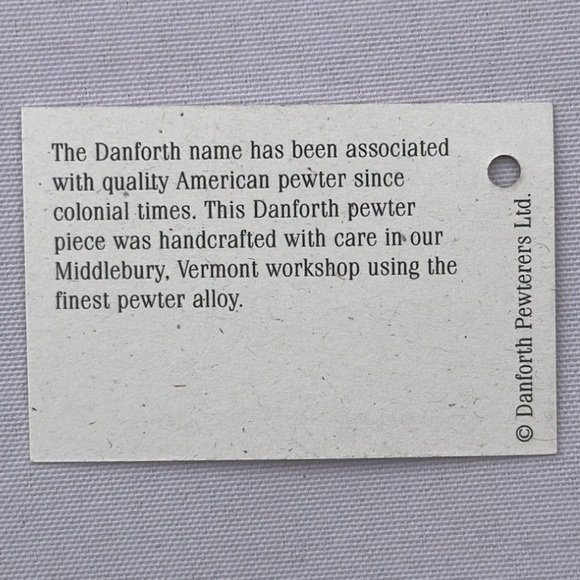 The Danforth name has been associated
with quality American pewter since
colonial times. This Danforth pewter
piece was handcrafted with care in our
Middlebury, Vermont workshop using the
finest pewter alloy.
© Danforth Pewterers Ltd.